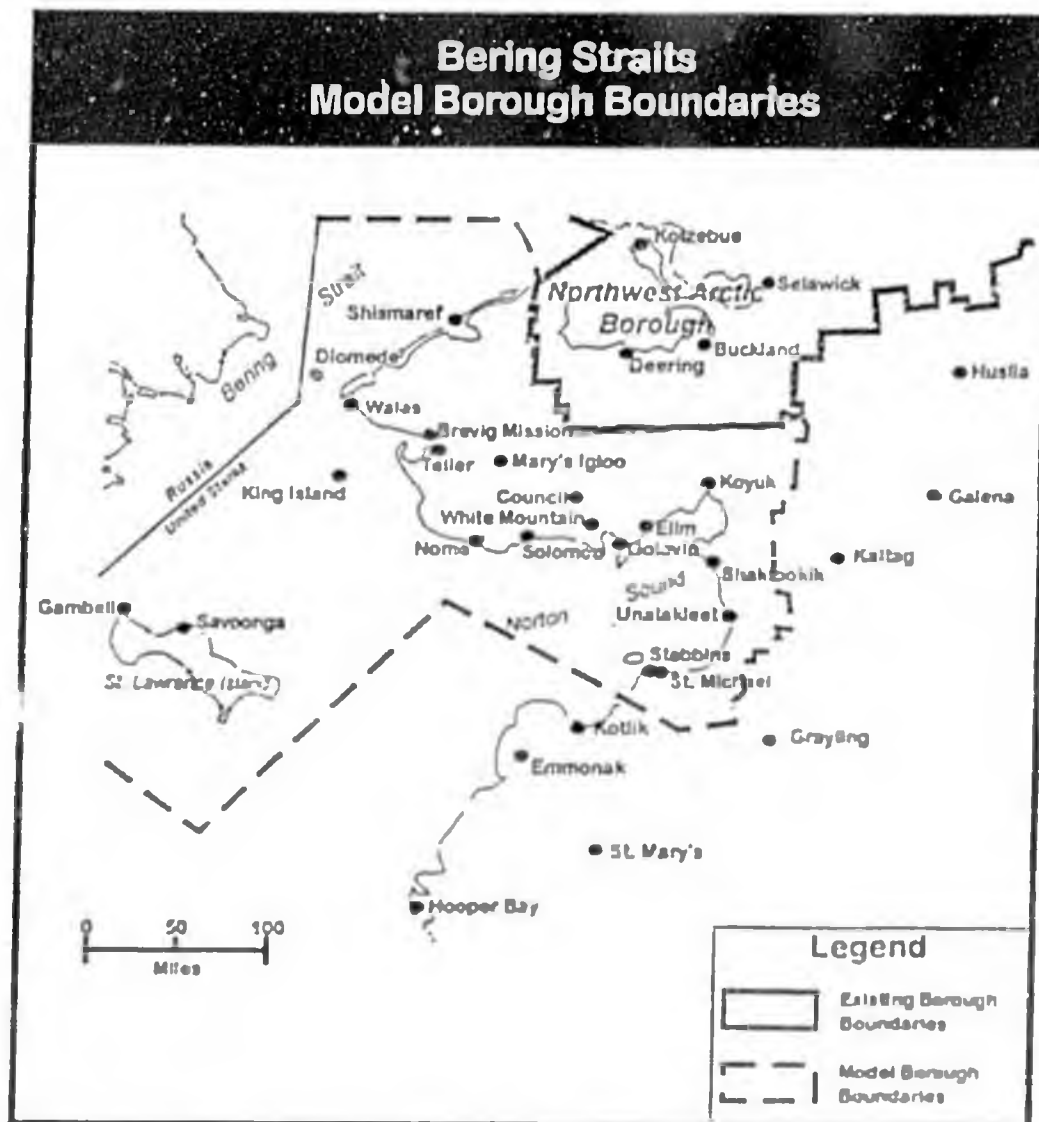 Bering Straits
Model Borough Boundaries
Kotzebue
Strait
Selawick
Northwest Arctic
Borough
Shismaref
Buckland
Deering
Diomede
Bering
Huslia
Wales
Brevig Mission
Teller
Mary's Igloo
Russia
United States
King Island
Koyuk
Council
Galena
White Mountain
Elim
Nome
Solomon
Golovin
Kaltag
Shaktoolik
Sound
Gambell
Unalakleet
Savoonga
Norton
Stebbins
St. Lawrence Island
St. Michael
Kotlik
Grayling
Emmonak
St. Mary's
Hooper Bay
0 50 100
Miles
Legend
Existing Borough
Boundaries
Model Borough
Boundaries